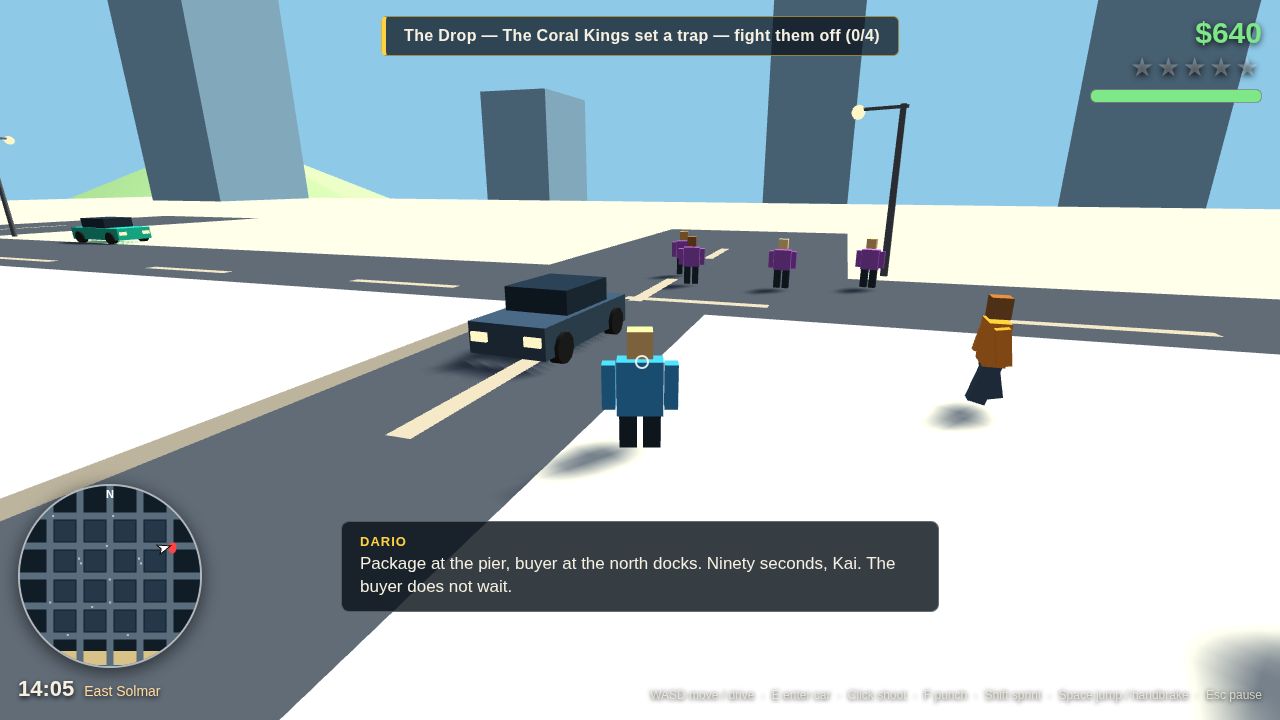 The Drop — The Coral Kings set a trap — fight them off (0/4)
$640
N
DARIO
Package at the pier, buyer at the north docks. Ninety seconds, Kai. The
buyer does not wait.
14:05 East Solmar
WASD move / drive · E enter car · Click shoot · F punch · Shift sprint · Space jump / handbrake · Esc pause